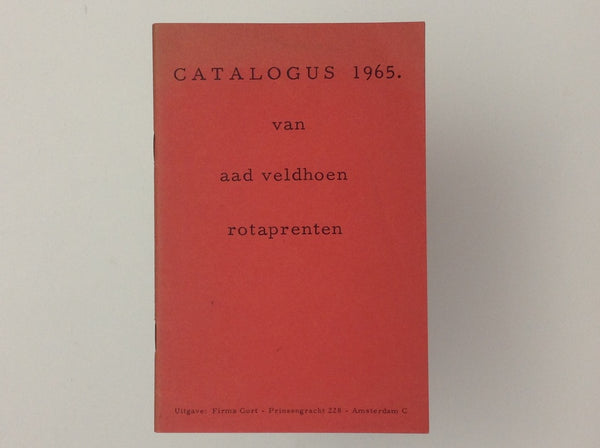 CATALOGUS 1965.
van
aad veldhoen
rotaprenten
Uitgave: Firma Gort - Prinsengracht 228 - Amsterdam C